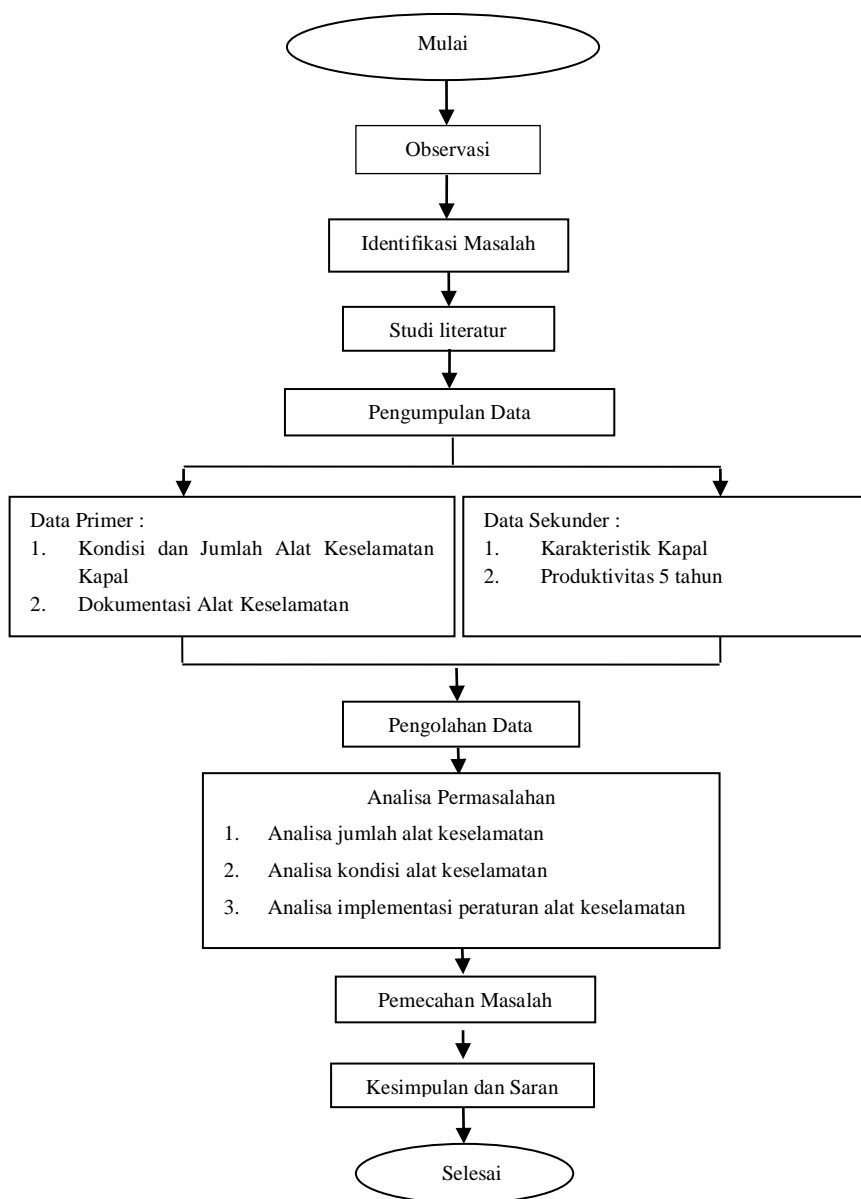 Mulai
Observasi
Identifikasi Masalah
Studi literatur
Pengumpulan Data
Data Primer :
1. Kondisi dan Jumlah Alat Keselamatan
Kapal
2. Dokumentasi Alat Keselamatan
Data Sekunder :
1. Karakteristik Kapal
2. Produktivitas 5 tahun
Pengolahan Data
Analisa Permasalahan
1. Analisa jumlah alat keselamatan
2. Analisa kondisi alat keselamatan
3. Analisa implementasi peraturan alat keselamatan
Pemecahan Masalah
Kesimpulan dan Saran
Selesai